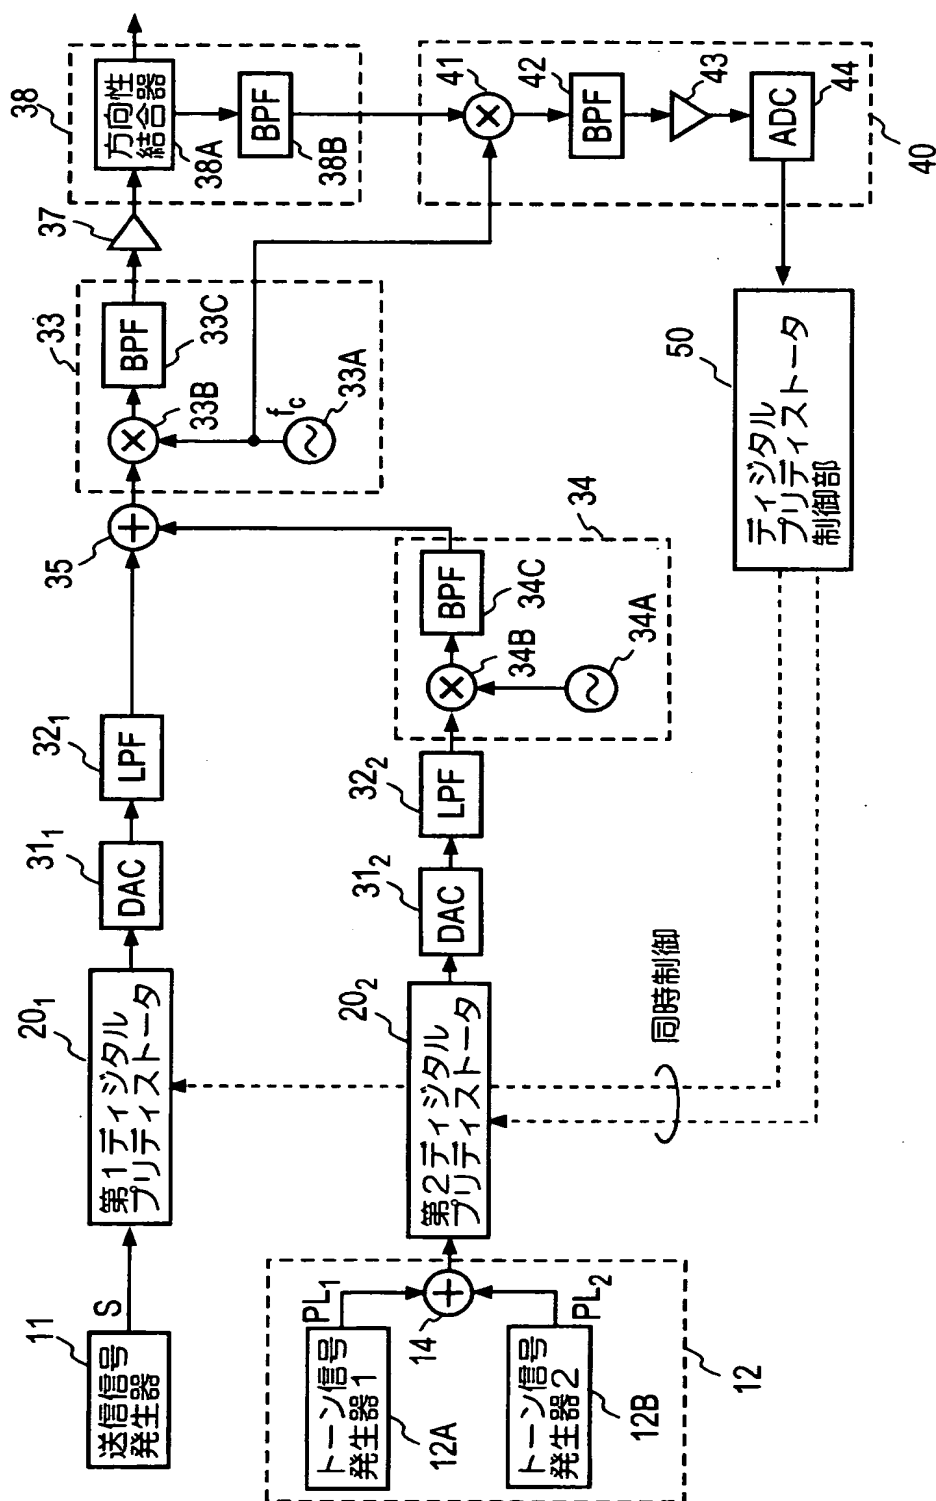 11
送信信号
発生器
S
20₁
第1ディジタル
プリディストータ
31₁
DAC
32₁
LPF
35
33
33B
BPF
33C
fc
33A
37
38
方向性
結合器
38A
BPF
38B
12
トーン信号
発生器1
12A
PL₁
14
トーン信号
発生器2
12B
PL₂
20₂
第2ディジタル
プリディストータ
31₂
DAC
32₂
LPF
34
34B
BPF
34C
34A
41
42
BPF
43
ADC
44
40
50
ディジタル
プリディストータ
制御部
同時制御